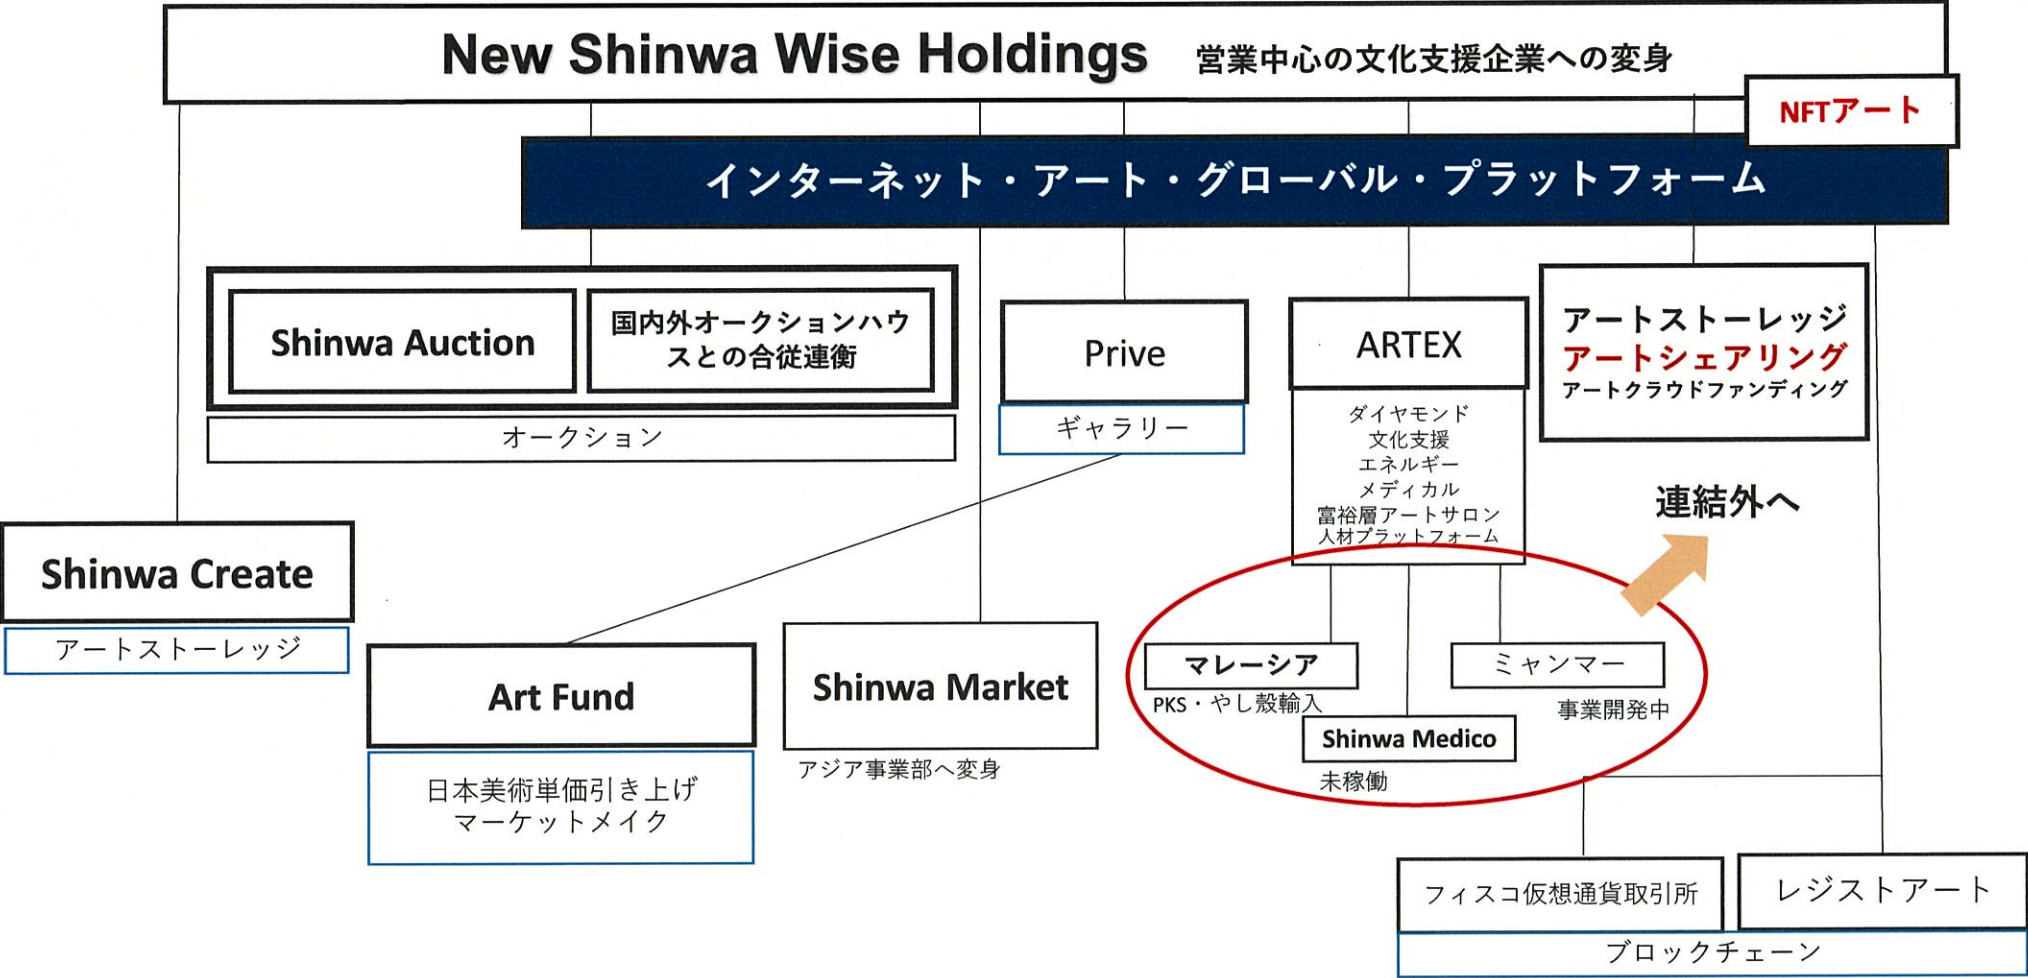 New Shinwa Wise Holdings 営業中心の文化支援企業への変身
NFTアート
インターネット・アート・グローバル・プラットフォーム
Shinwa Auction
国内外オークションハウ
スとの合従連衡
オークション
Prive
ギャラリー
ARTEX
ダイヤモンド
文化支援
エネルギー
メディカル
富裕層アートサロン
人材プラットフォーム
アートストーレッジ
アートシェアリング
アートクラウドファンディング
連結外へ
Shinwa Create
アートストーレッジ
Art Fund
日本美術単価引き上げ
マーケットメイク
Shinwa Market
アジア事業部へ変身
マレーシア
PKS・やし殻輸入
ミャンマー
事業開発中
Shinwa Medico
未稼働
フィスコ仮想通貨取引所
レジストアート
ブロックチェーン